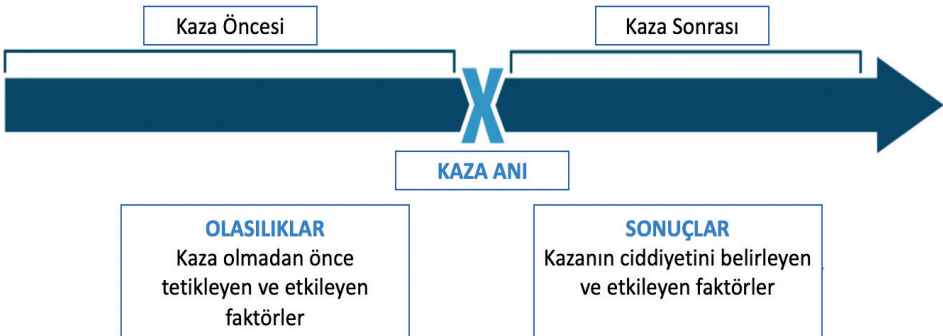 Kaza Öncesi
Kaza Sonrası
X
KAZA ANI
OLASILIKLAR
Kaza olmadan önce
tetikleyen ve etkileyen
faktörler
SONUÇLAR
Kazanın ciddiyetini belirleyen
ve etkileyen faktörler